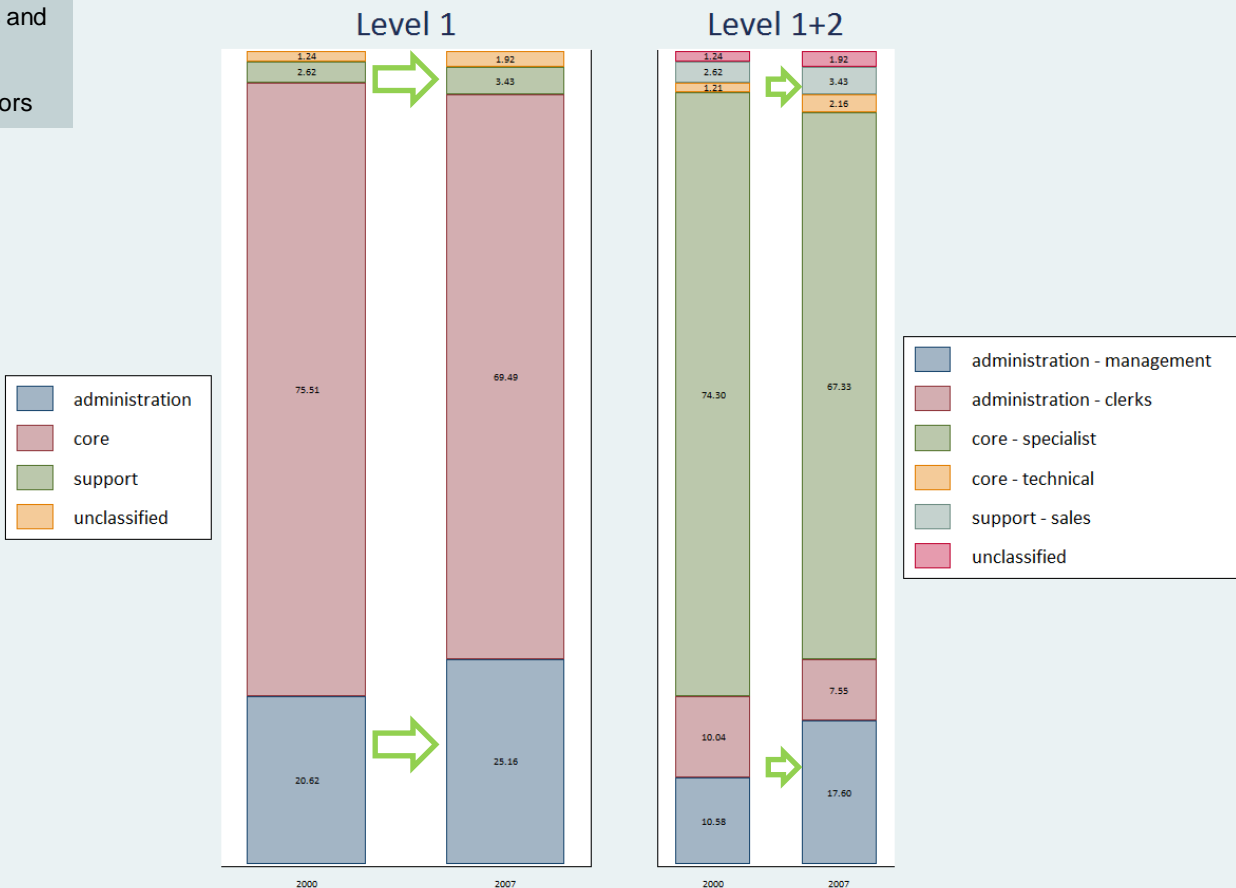 and
ors
Level 1
1.24
2.62
75.51
20.62
1.92
3.43
69.49
25.16
2000
2007
administration
core
support
unclassified
Level 1+2
1.24
2.62
1.21
74.30
10.04
10.58
1.92
3.43
2.16
67.33
7.55
17.60
2000
2007
administration - management
administration - clerks
core - specialist
core - technical
support - sales
unclassified